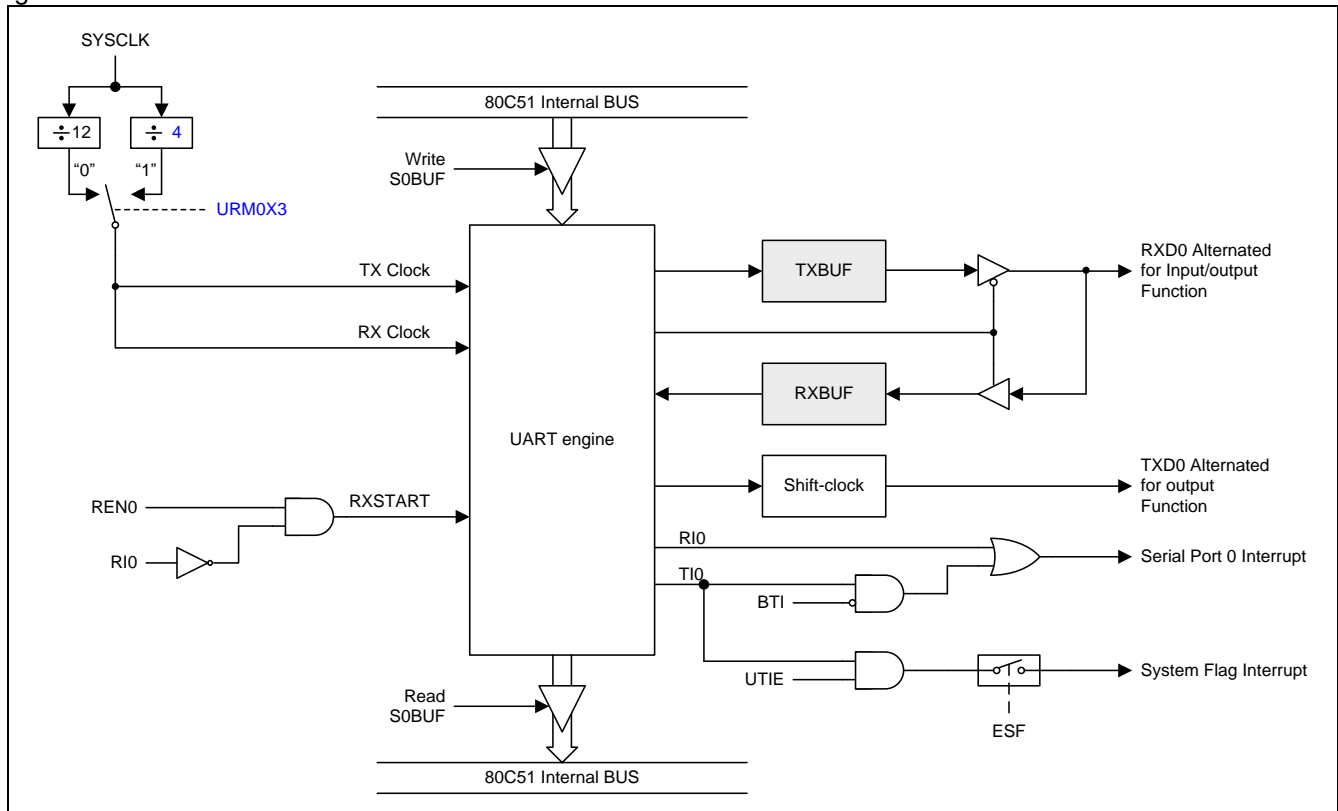 SYSCLK
÷12
÷ 4
“0”
“1”
URM0X3
80C51 Internal BUS
Write
S0BUF
TX Clock
RX Clock
TXBUF
RXD0 Alternated
for Input/output
Function
RXBUF
UART engine
Shift-clock
TXD0 Alternated
for output
Function
REN0
RI0
RXSTART
RI0
TI0
BTI
Serial Port 0 Interrupt
UTIE
System Flag Interrupt
ESF
Read
S0BUF
80C51 Internal BUS